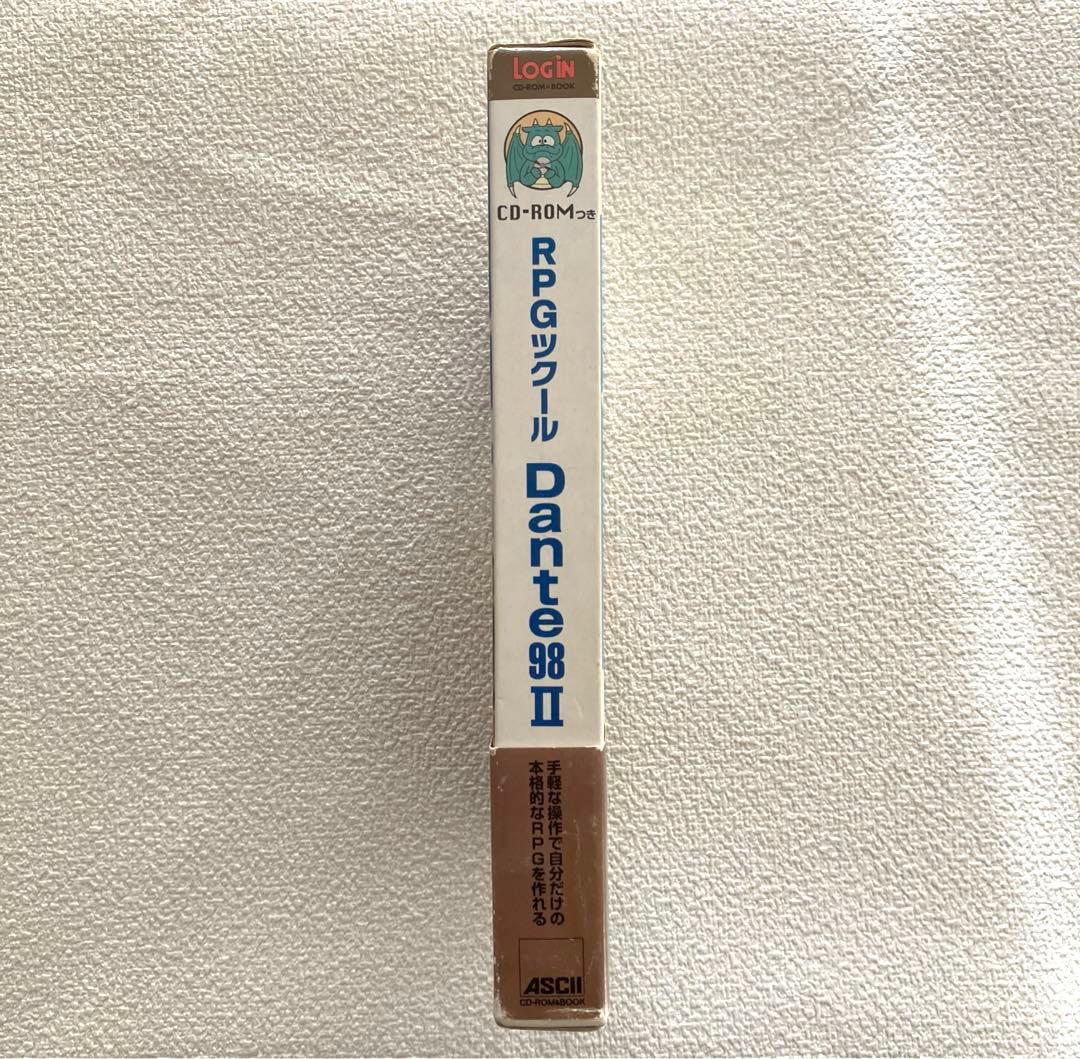 LOGiN
CD-ROM&BOOK
CD-ROMつき
RPGツクール Dante98 II
手軽な操作で自分だけの
本格的なRPGを作れる
ASCII
CD-ROM&BOOK